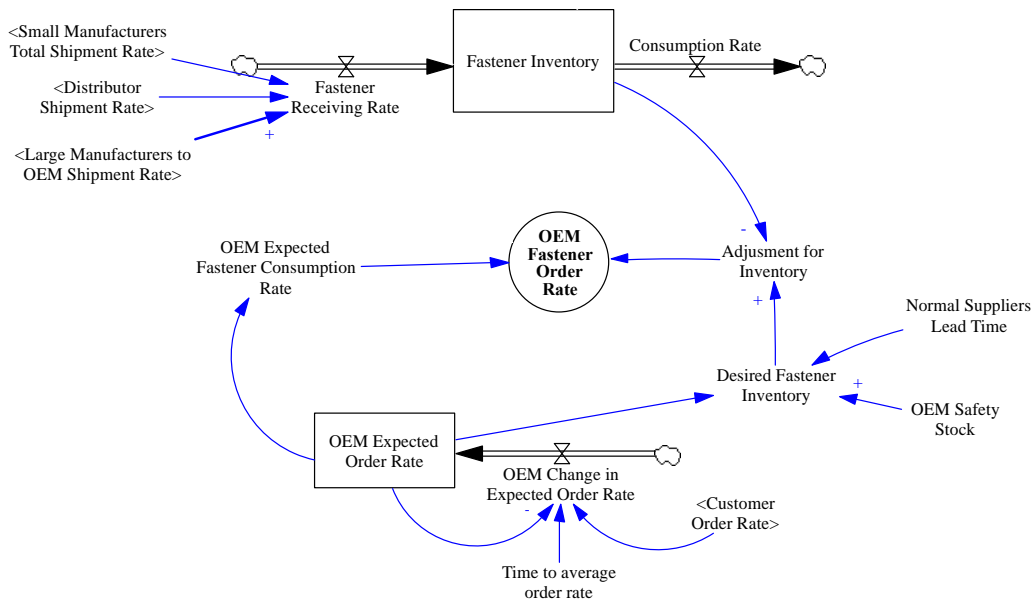 <Small Manufacturers
Total Shipment Rate>
<Distributor
Shipment Rate>
<Large Manufacturers to
OEM Shipment Rate>
+
Fastener
Receiving Rate
Fastener Inventory
Consumption Rate
OEM Expected
Fastener Consumption
Rate
OEM
Fastener
Order
Rate
-
Adjusment for
Inventory
+
Normal Suppliers
Lead Time
Desired Fastener
Inventory
+
OEM Safety
Stock
OEM Expected
Order Rate
OEM Change in
Expected Order Rate
-
<Customer
Order Rate>
Time to average
order rate